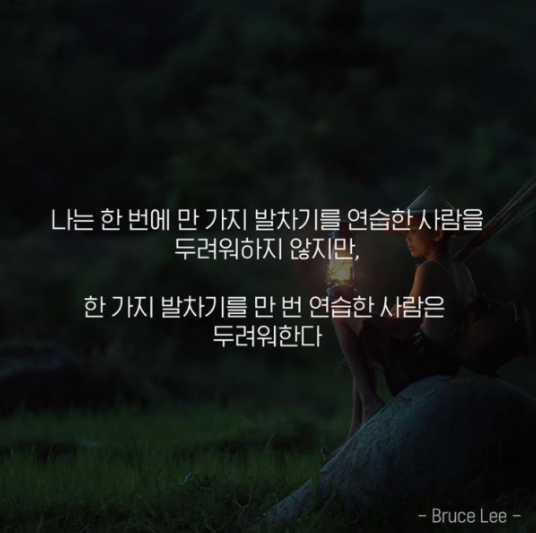 나는 한 번에 만 가지 발차기를 연습한 사람을
두려워하지 않지만,
한 가지 발차기를 만 번 연습한 사람은
두려워한다
– Bruce Lee –